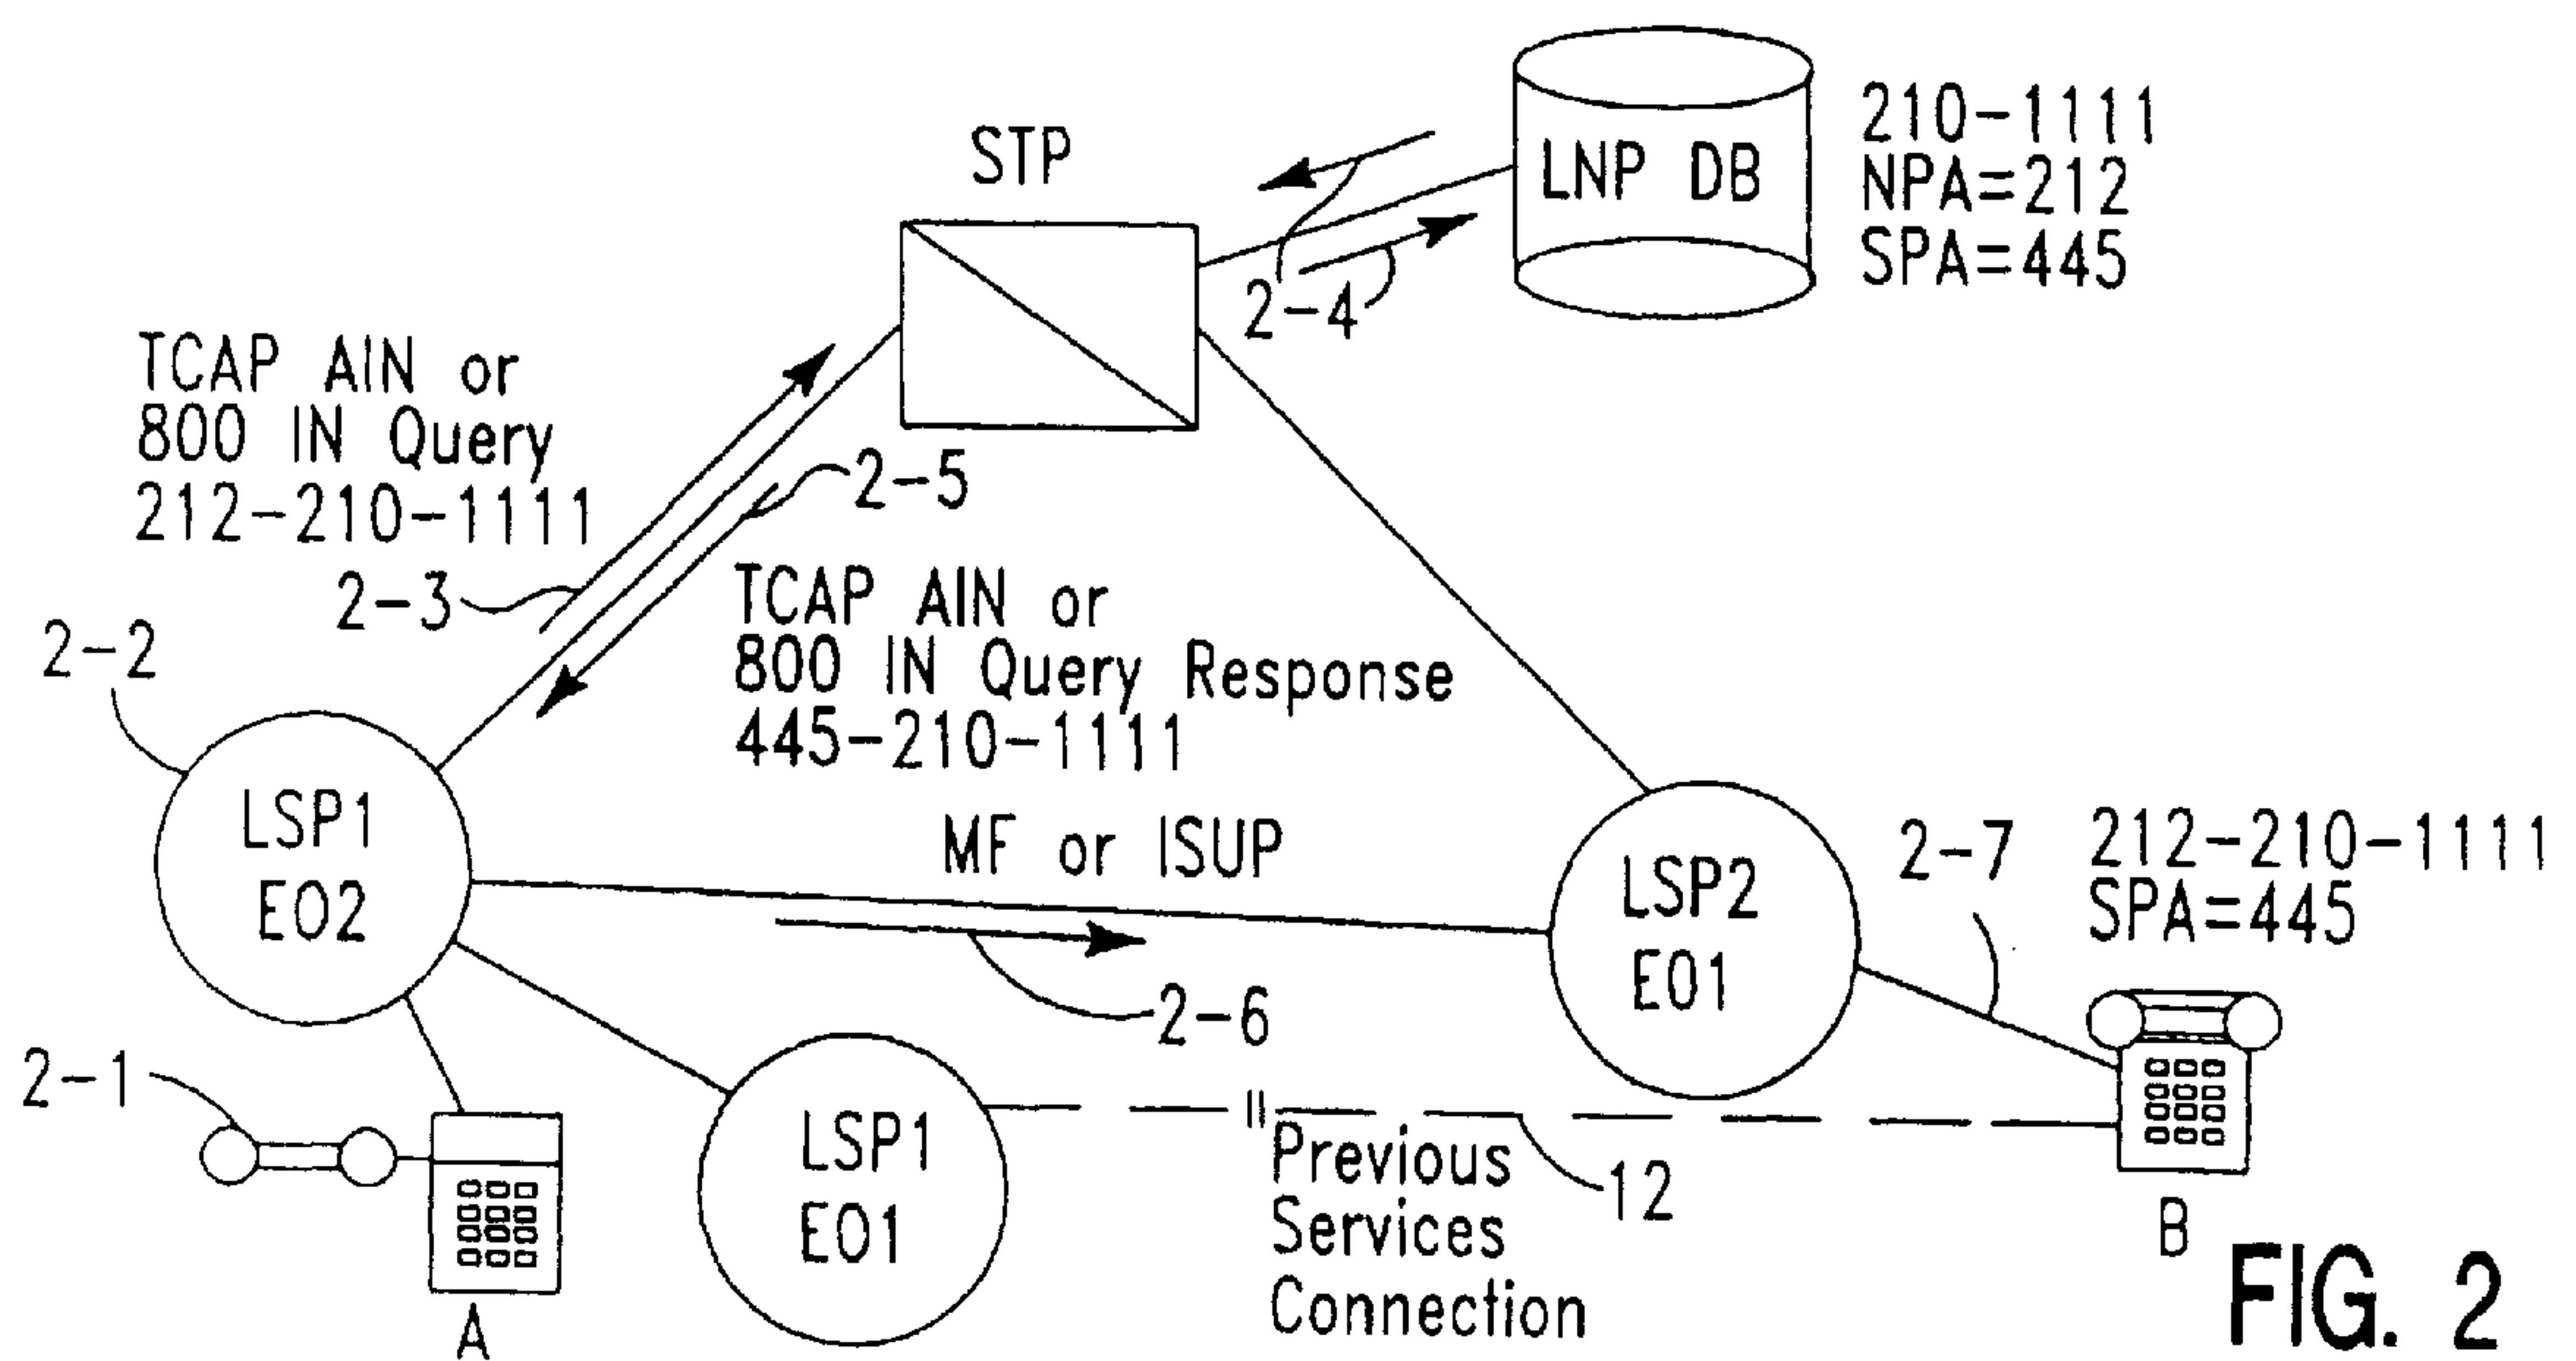 STP
LNP DB
210-1111
NPA=212
SPA=445
2-4
TCAP AIN or
800 IN Query
212-210-1111
2-5
2-3
TCAP AIN or
800 IN Query Response
445-210-1111
2-2
LSP1
EO2
MF or ISUP
2-6
LSP2
EO1
2-7
212-210-1111
SPA=445
2-1
A
LSP1
EO1
Previous
Services
Connection
12
B
FIG. 2